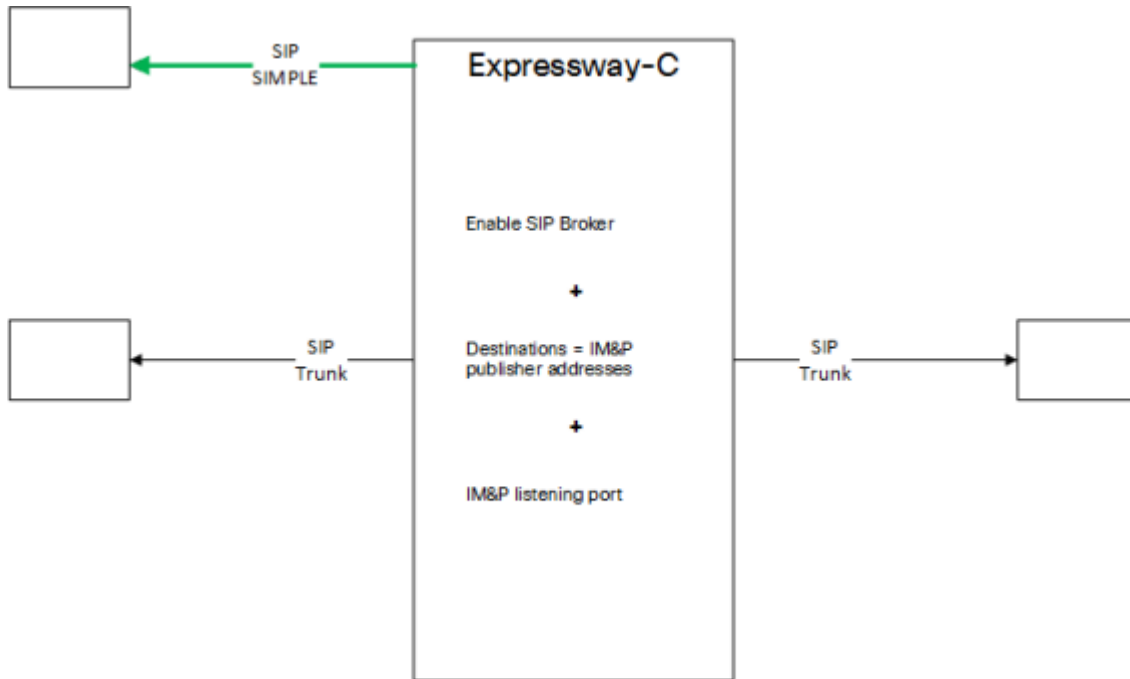 SIP
SIMPLE
Expressway-C
Enable SIP Broker
+
SIP
Trunk
Destinations = IM&P
publisher addresses
SIP
Trunk
+
IM&P listening port